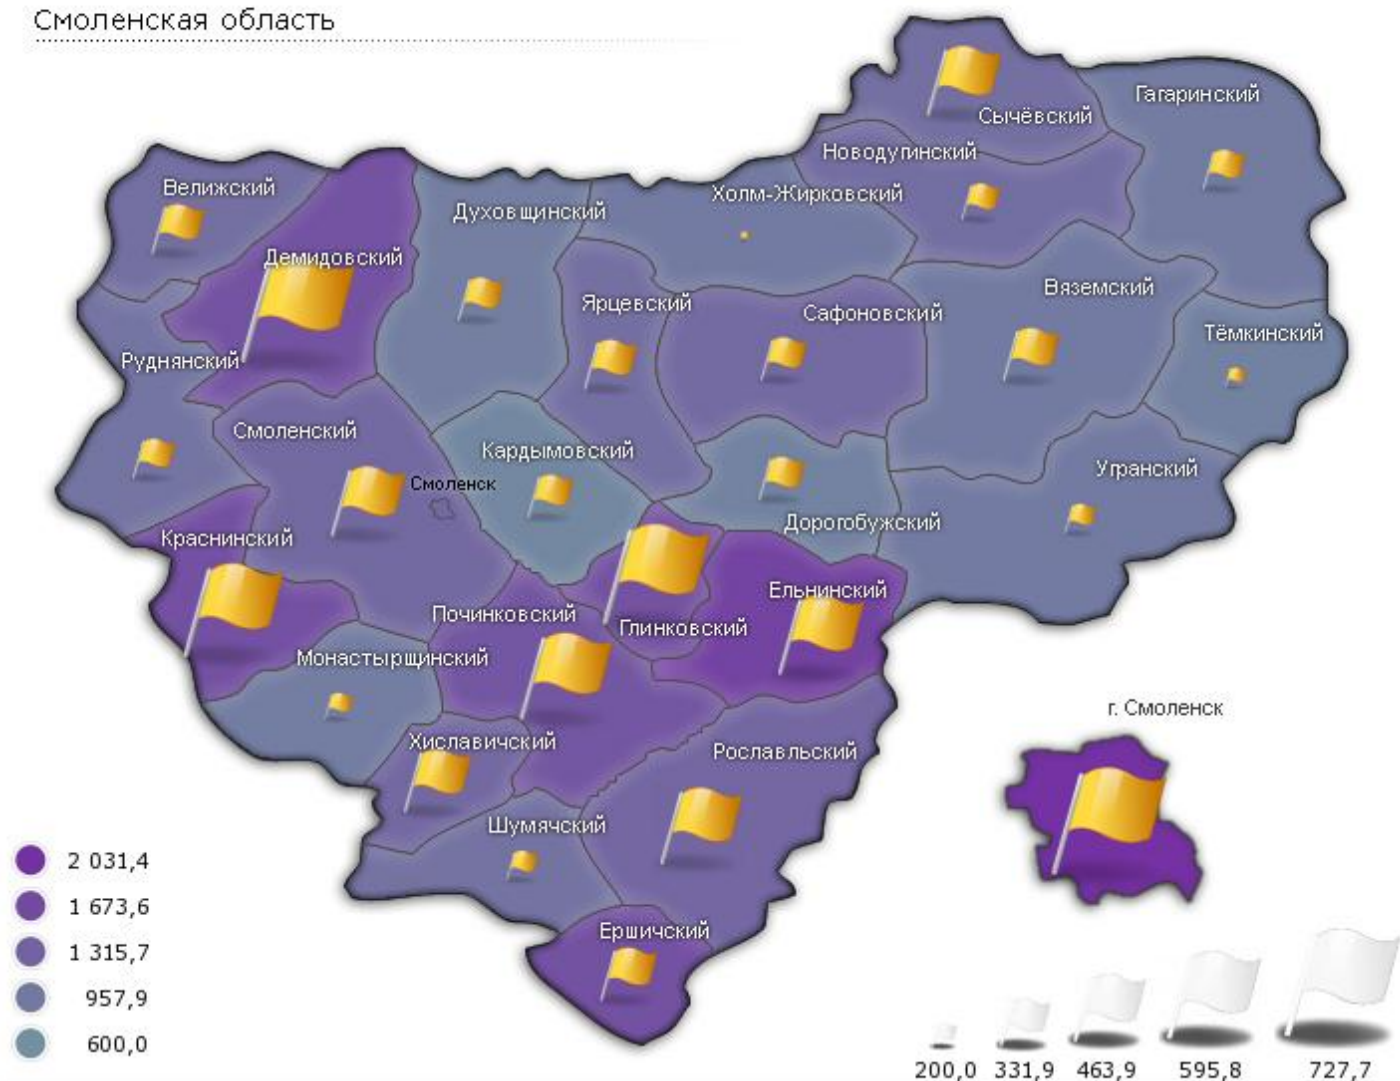 Смоленская область
Гагаринский
Сычёвский
Новодугинский
Велижский
Холм-Жирковский
Духовщинский
Демидовский
Вяземский
Ярцевский
Сафоновский
Тёмкинский
Руднянский
Смоленский
Кардымовский
Угранский
Смоленск
Дорогобужский
Краснинский
Ельнинский
Починковский
Глинковский
Монастырщинский
г. Смоленск
Хиславичский
Рославльский
Шумячский
Ершичский
2 031,4
1 673,6
1 315,7
957,9
600,0
200,0 331,9 463,9 595,8 727,7